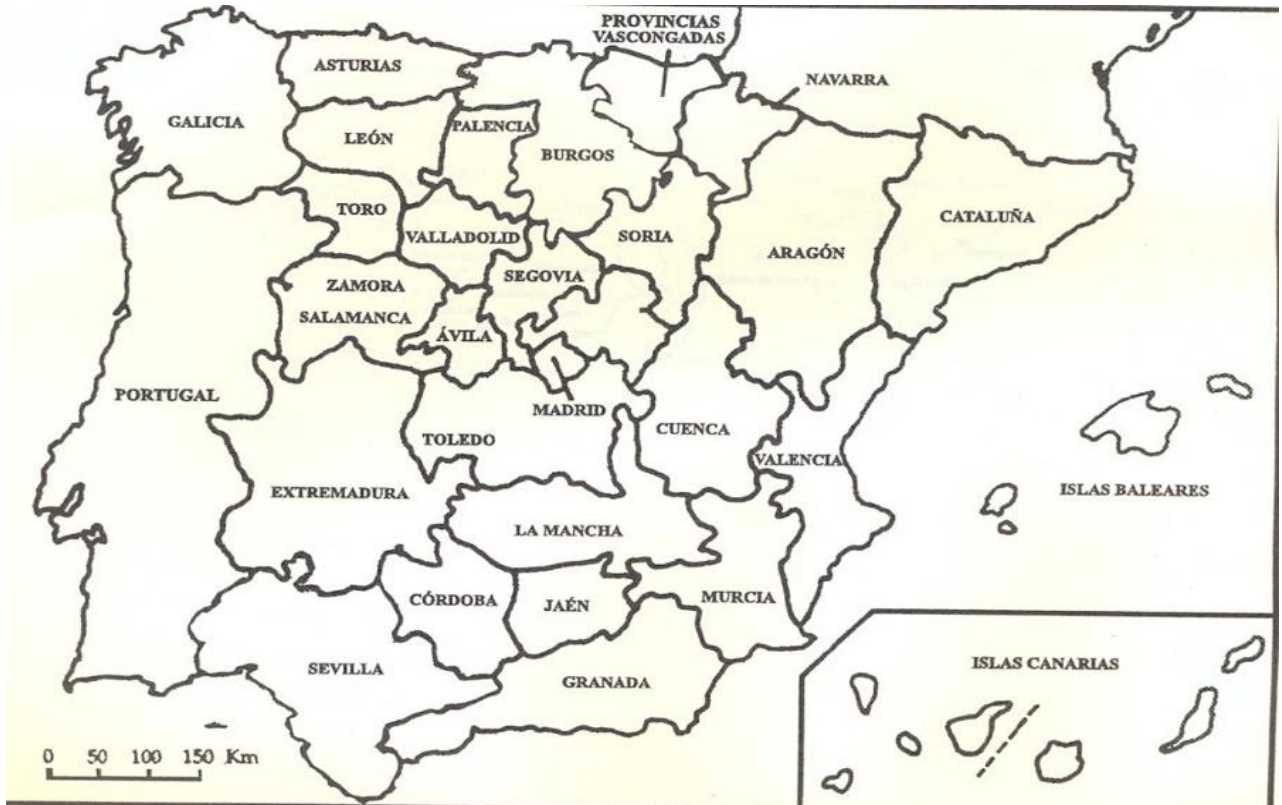 PROVINCIAS
VASCONGADAS
ASTURIAS
NAVARRA
GALICIA
LEÓN
PALENCIA
BURGOS
TORO
VALLADOLID
SORIA
CATALUÑA
ARAGÓN
SEGOVIA
ZAMORA
SALAMANCA
ÁVILA
PORTUGAL
MADRID
TOLEDO
CUENCA
VALENCIA
EXTREMADURA
ISLAS BALEARES
LA MANCHA
CÓRDOBA
JAÉN
MURCIA
SEVILLA
GRANADA
ISLAS CANARIAS
0 50 100 150 Km